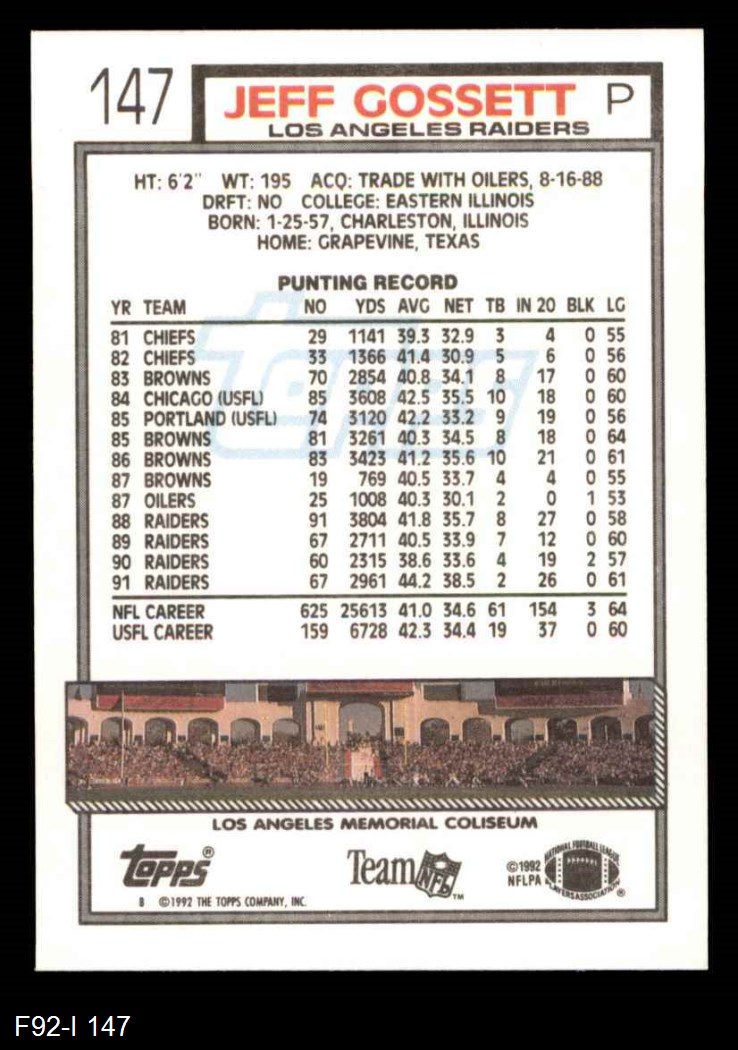 147 JEFF GOSSETT P
LOS ANGELES RAIDERS
HT: 6'2" WT: 195 ACQ: TRADE WITH OILERS, 8-16-88
DRFT: NO COLLEGE: EASTERN ILLINOIS
BORN: 1-25-57, CHARLESTON, ILLINOIS
HOME: GRAPEVINE, TEXAS
PUNTING RECORD
YR TEAM NO YDS AVG NET TB IN 20 BLK LG
81 CHIEFS 29 1141 39.3 32.9 3 4 0 55
82 CHIEFS 33 1366 41.4 30.9 5 6 0 56
83 BROWNS 70 2854 40.8 34.1 8 17 0 60
84 CHICAGO (USFL) 85 3608 42.5 35.5 10 18 0 60
85 PORTLAND (USFL) 74 3120 42.2 33.2 9 19 0 56
85 BROWNS 81 3261 40.3 34.5 8 18 0 64
86 BROWNS 83 3423 41.2 35.6 10 21 0 61
87 BROWNS 19 769 40.5 33.7 4 4 0 55
87 OILERS 25 1008 40.3 30.1 2 0 1 53
88 RAIDERS 91 3804 41.8 35.7 8 27 0 58
89 RAIDERS 67 2711 40.5 33.9 7 12 0 60
90 RAIDERS 60 2315 38.6 33.6 4 19 2 57
91 RAIDERS 67 2961 44.2 38.5 2 26 0 61
NFL CAREER 625 25613 41.0 34.6 61 154 3 64
USFL CAREER 159 6728 42.3 34.4 19 37 0 60
Topps
LOS ANGELES MEMORIAL COLISEUM
Topps® Team NFL™ ©1992 NFLPA NATIONAL FOOTBALL LEAGUE PLAYERS ASSOCIATION ®
B ©1992 THE TOPPS COMPANY, INC.
F92-I 147